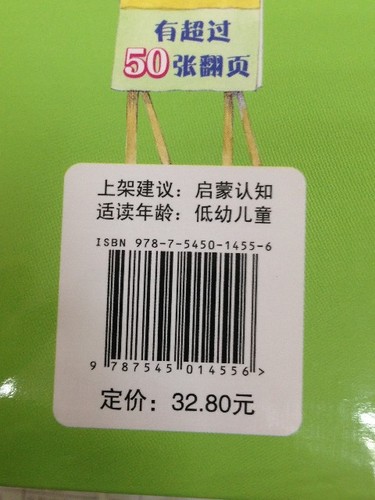 有超过
50张翻页
上架建议：启蒙认知
适读年龄：低幼儿童
ISBN 978-7-5450-1455-6
9 787545 014556 >
定价：32.80元